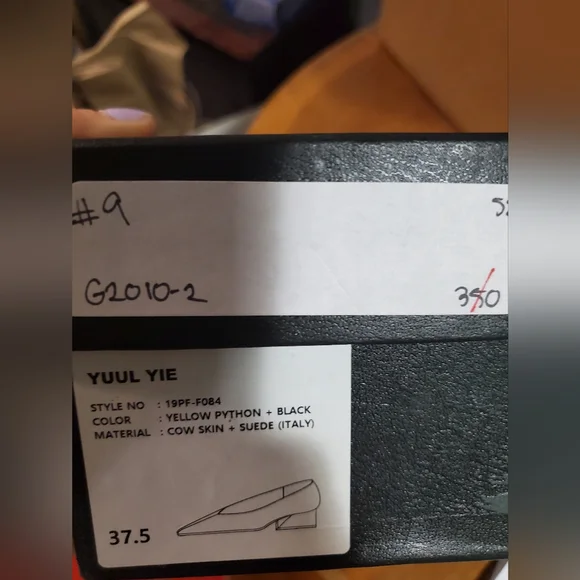 #9
G2010-2
YUUL YIE
STYLE NO : 19PF-F084
COLOR : YELLOW PYTHON + BLACK
MATERIAL : COW SKIN + SUEDE (ITALY)
37.5